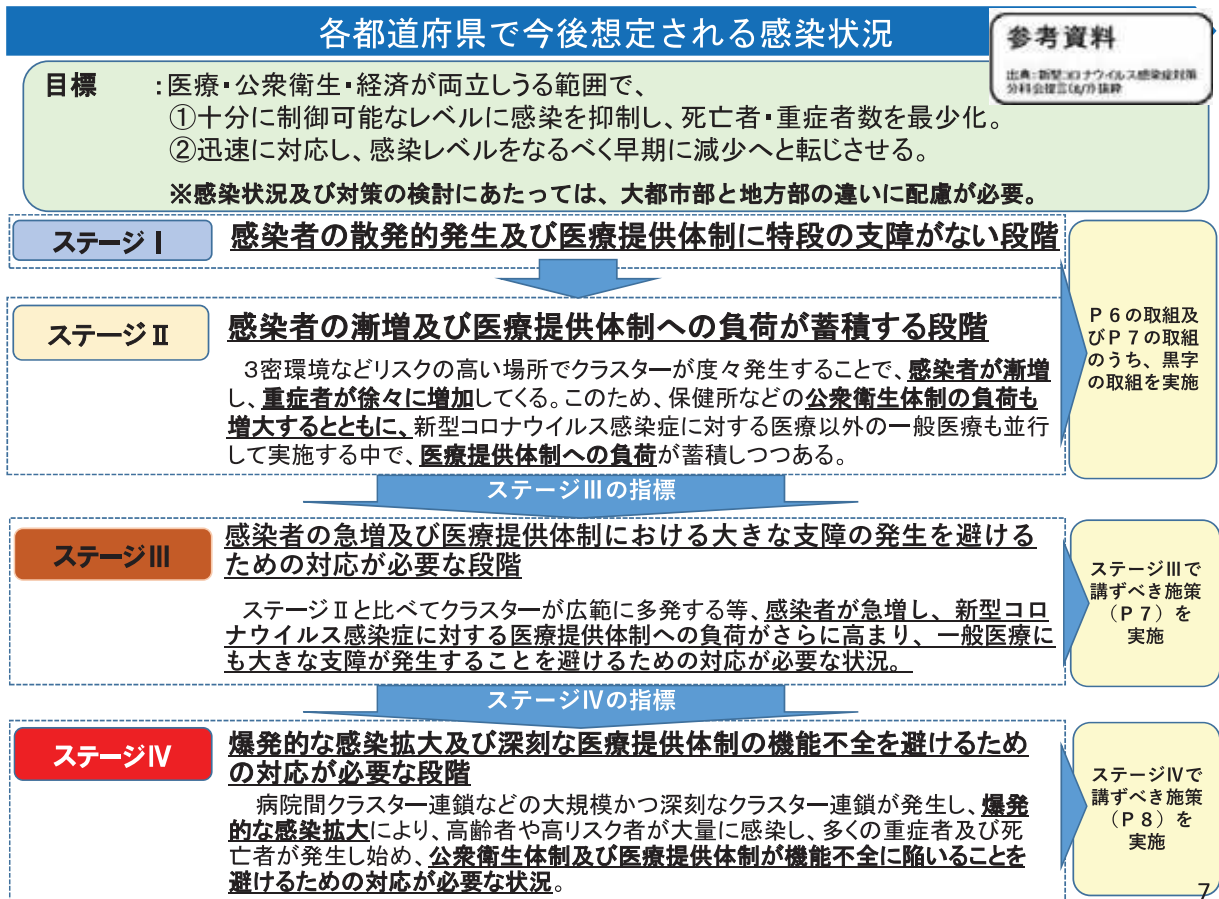 各都道府県で今後想定される感染状況
参考資料
出典:新型コロナウイルス感染症対策
分科会提言(8/7)抜粋
目標　:医療・公衆衛生・経済が両立しうる範囲で、
①十分に制御可能なレベルに感染を抑制し、死亡者・重症者数を最少化。
②迅速に対応し、感染レベルをなるべく早期に減少へと転じさせる。
※感染状況及び対策の検討にあたっては、大都市部と地方部の違いに配慮が必要。
ステージⅠ
感染者の散発的発生及び医療提供体制に特段の支障がない段階
ステージⅡ
感染者の漸増及び医療提供体制への負荷が蓄積する段階
3密環境などリスクの高い場所でクラスターが度々発生することで、感染者が漸増
し、重症者が徐々に増加してくる。このため、保健所などの公衆衛生体制の負荷も
増大するとともに、新型コロナウイルス感染症に対する医療以外の一般医療も並行
して実施する中で、医療提供体制への負荷が蓄積しつつある。
P6の取組及
びP7の取組
のうち、黒字
の取組を実施
ステージⅢの指標
ステージⅢ
感染者の急増及び医療提供体制における大きな支障の発生を避ける
ための対応が必要な段階
ステージⅡと比べてクラスターが広範に多発する等、感染者が急増し、新型コロ
ナウイルス感染症に対する医療提供体制への負荷がさらに高まり、一般医療に
も大きな支障が発生することを避けるための対応が必要な状況。
ステージⅢで
講ずべき施策
(P7)を
実施
ステージⅣの指標
ステージⅣ
爆発的な感染拡大及び深刻な医療提供体制の機能不全を避けるため
の対応が必要な段階
病院間クラスター連鎖などの大規模かつ深刻なクラスター連鎖が発生し、爆発
的な感染拡大により、高齢者や高リスク者が大量に感染し、多くの重症者及び死
亡者が発生し始め、公衆衛生体制及び医療提供体制が機能不全に陥いることを
避けるための対応が必要な状況。
ステージⅣで
講ずべき施策
(P8)を
実施
7